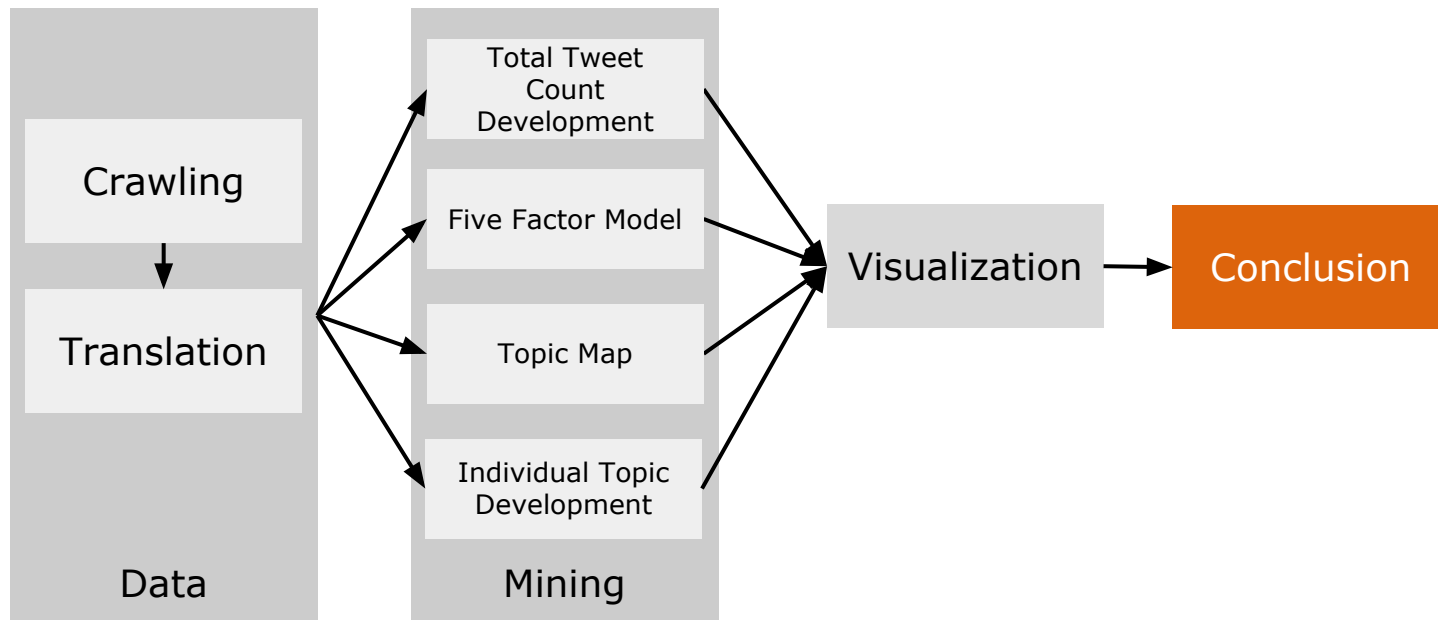 Crawling
Translation
Data
Total Tweet
Count
Development
Five Factor Model
Topic Map
Individual Topic
Development
Mining
Visualization
Conclusion